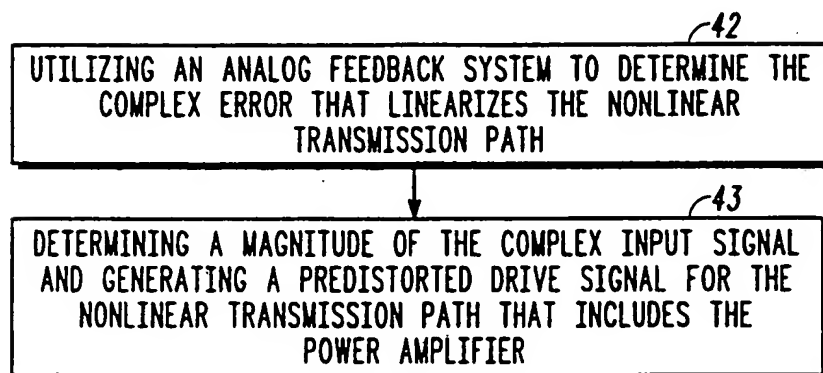 42
UTILIZING AN ANALOG FEEDBACK SYSTEM TO DETERMINE THE
COMPLEX ERROR THAT LINEARIZES THE NONLINEAR
TRANSMISSION PATH
43
DETERMINING A MAGNITUDE OF THE COMPLEX INPUT SIGNAL
AND GENERATING A PREDISTORTED DRIVE SIGNAL FOR THE
NONLINEAR TRANSMISSION PATH THAT INCLUDES THE
POWER AMPLIFIER